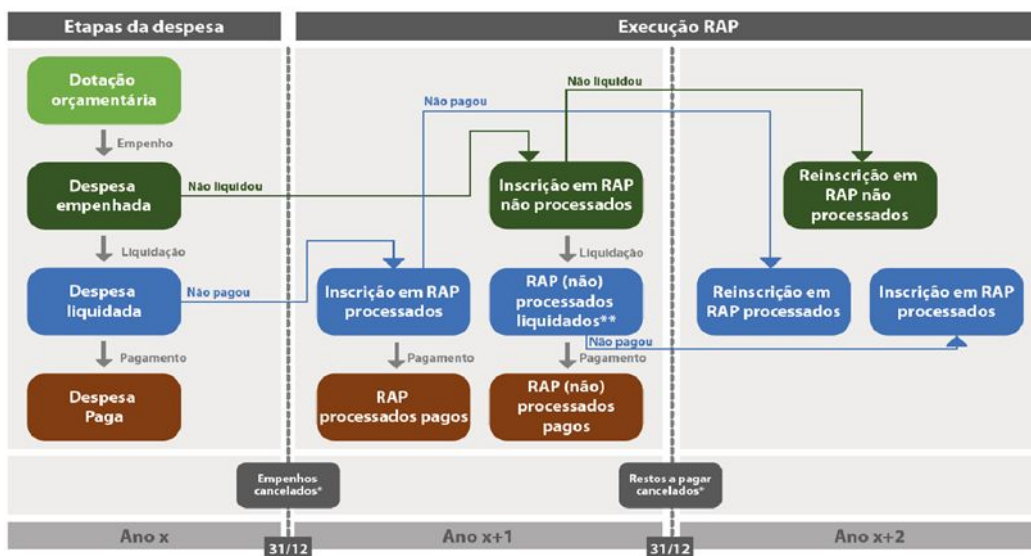 Etapas da despesa
Execução RAP
Dotação
orçamentária
Empenho
Despesa
empenhada
Não liquidou
Liquidação
Despesa
liquidada
Não pagou
Pagamento
Despesa
Paga
Não pagou
Não liquidou
Inscrição em RAP
não processados
Liquidação
Inscrição em RAP
processados
RAP (não)
processados
liquidados**
Não pagou
Pagamento
Pagamento
RAP
processados pagos
RAP (não)
processados
pagos
Reinscrição em
RAP não
processados
Reinscrição em
RAP processados
Inscrição em RAP
processados
Empenhos
cancelados*
Restos a pagar
cancelados*
Ano x
31/12
Ano x+1
31/12
Ano x+2